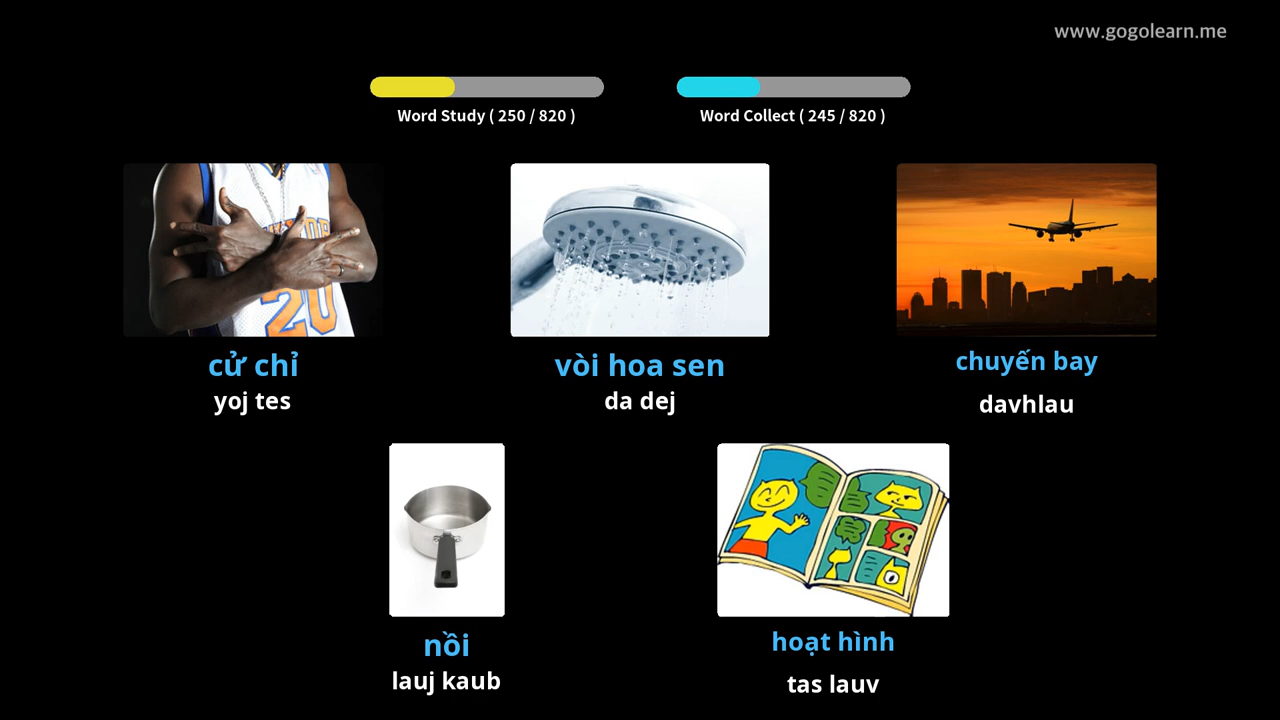 www.gogolearn.me
Word Study ( 250 / 820 )
Word Collect ( 245 / 820 )
20
cử chỉ
yoj tes
vòi hoa sen
da dej
chuyến bay
davhlau
nồi
lauj kaub
hoạt hình
tas lauv